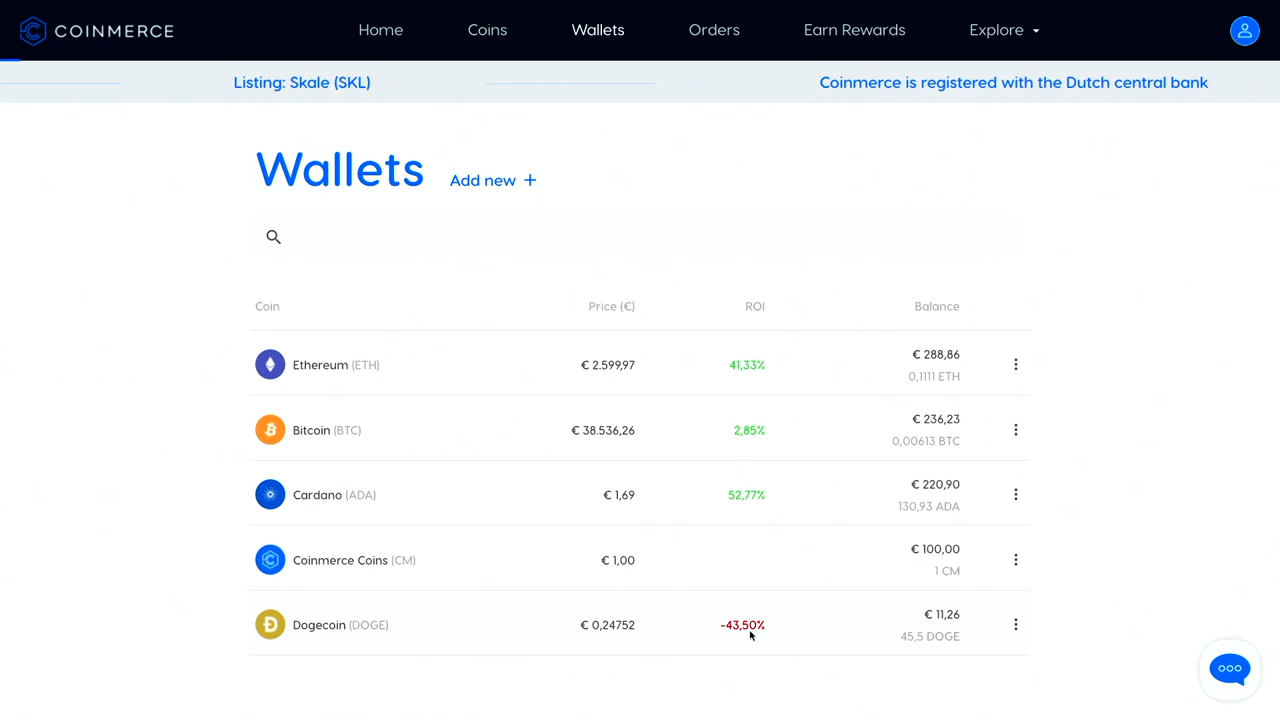 COINMERCE Home Coins Wallets Orders Earn Rewards Explore
Listing: Skale (SKL) Coinmerce is registered with the Dutch central bank
Wallets Add new +
Coin Price (€) ROI Balance
Ethereum (ETH) € 2.599,97 41,33% € 288,86
0,1111 ETH
Bitcoin (BTC) € 38.536,26 2,85% € 236,23
0,00613 BTC
Cardano (ADA) € 1,69 52,77% € 220,90
130,93 ADA
Coinmerce Coins (CM) € 1,00 € 100,00
1 CM
Dogecoin (DOGE) € 0,24752 -43,50% € 11,26
45,5 DOGE